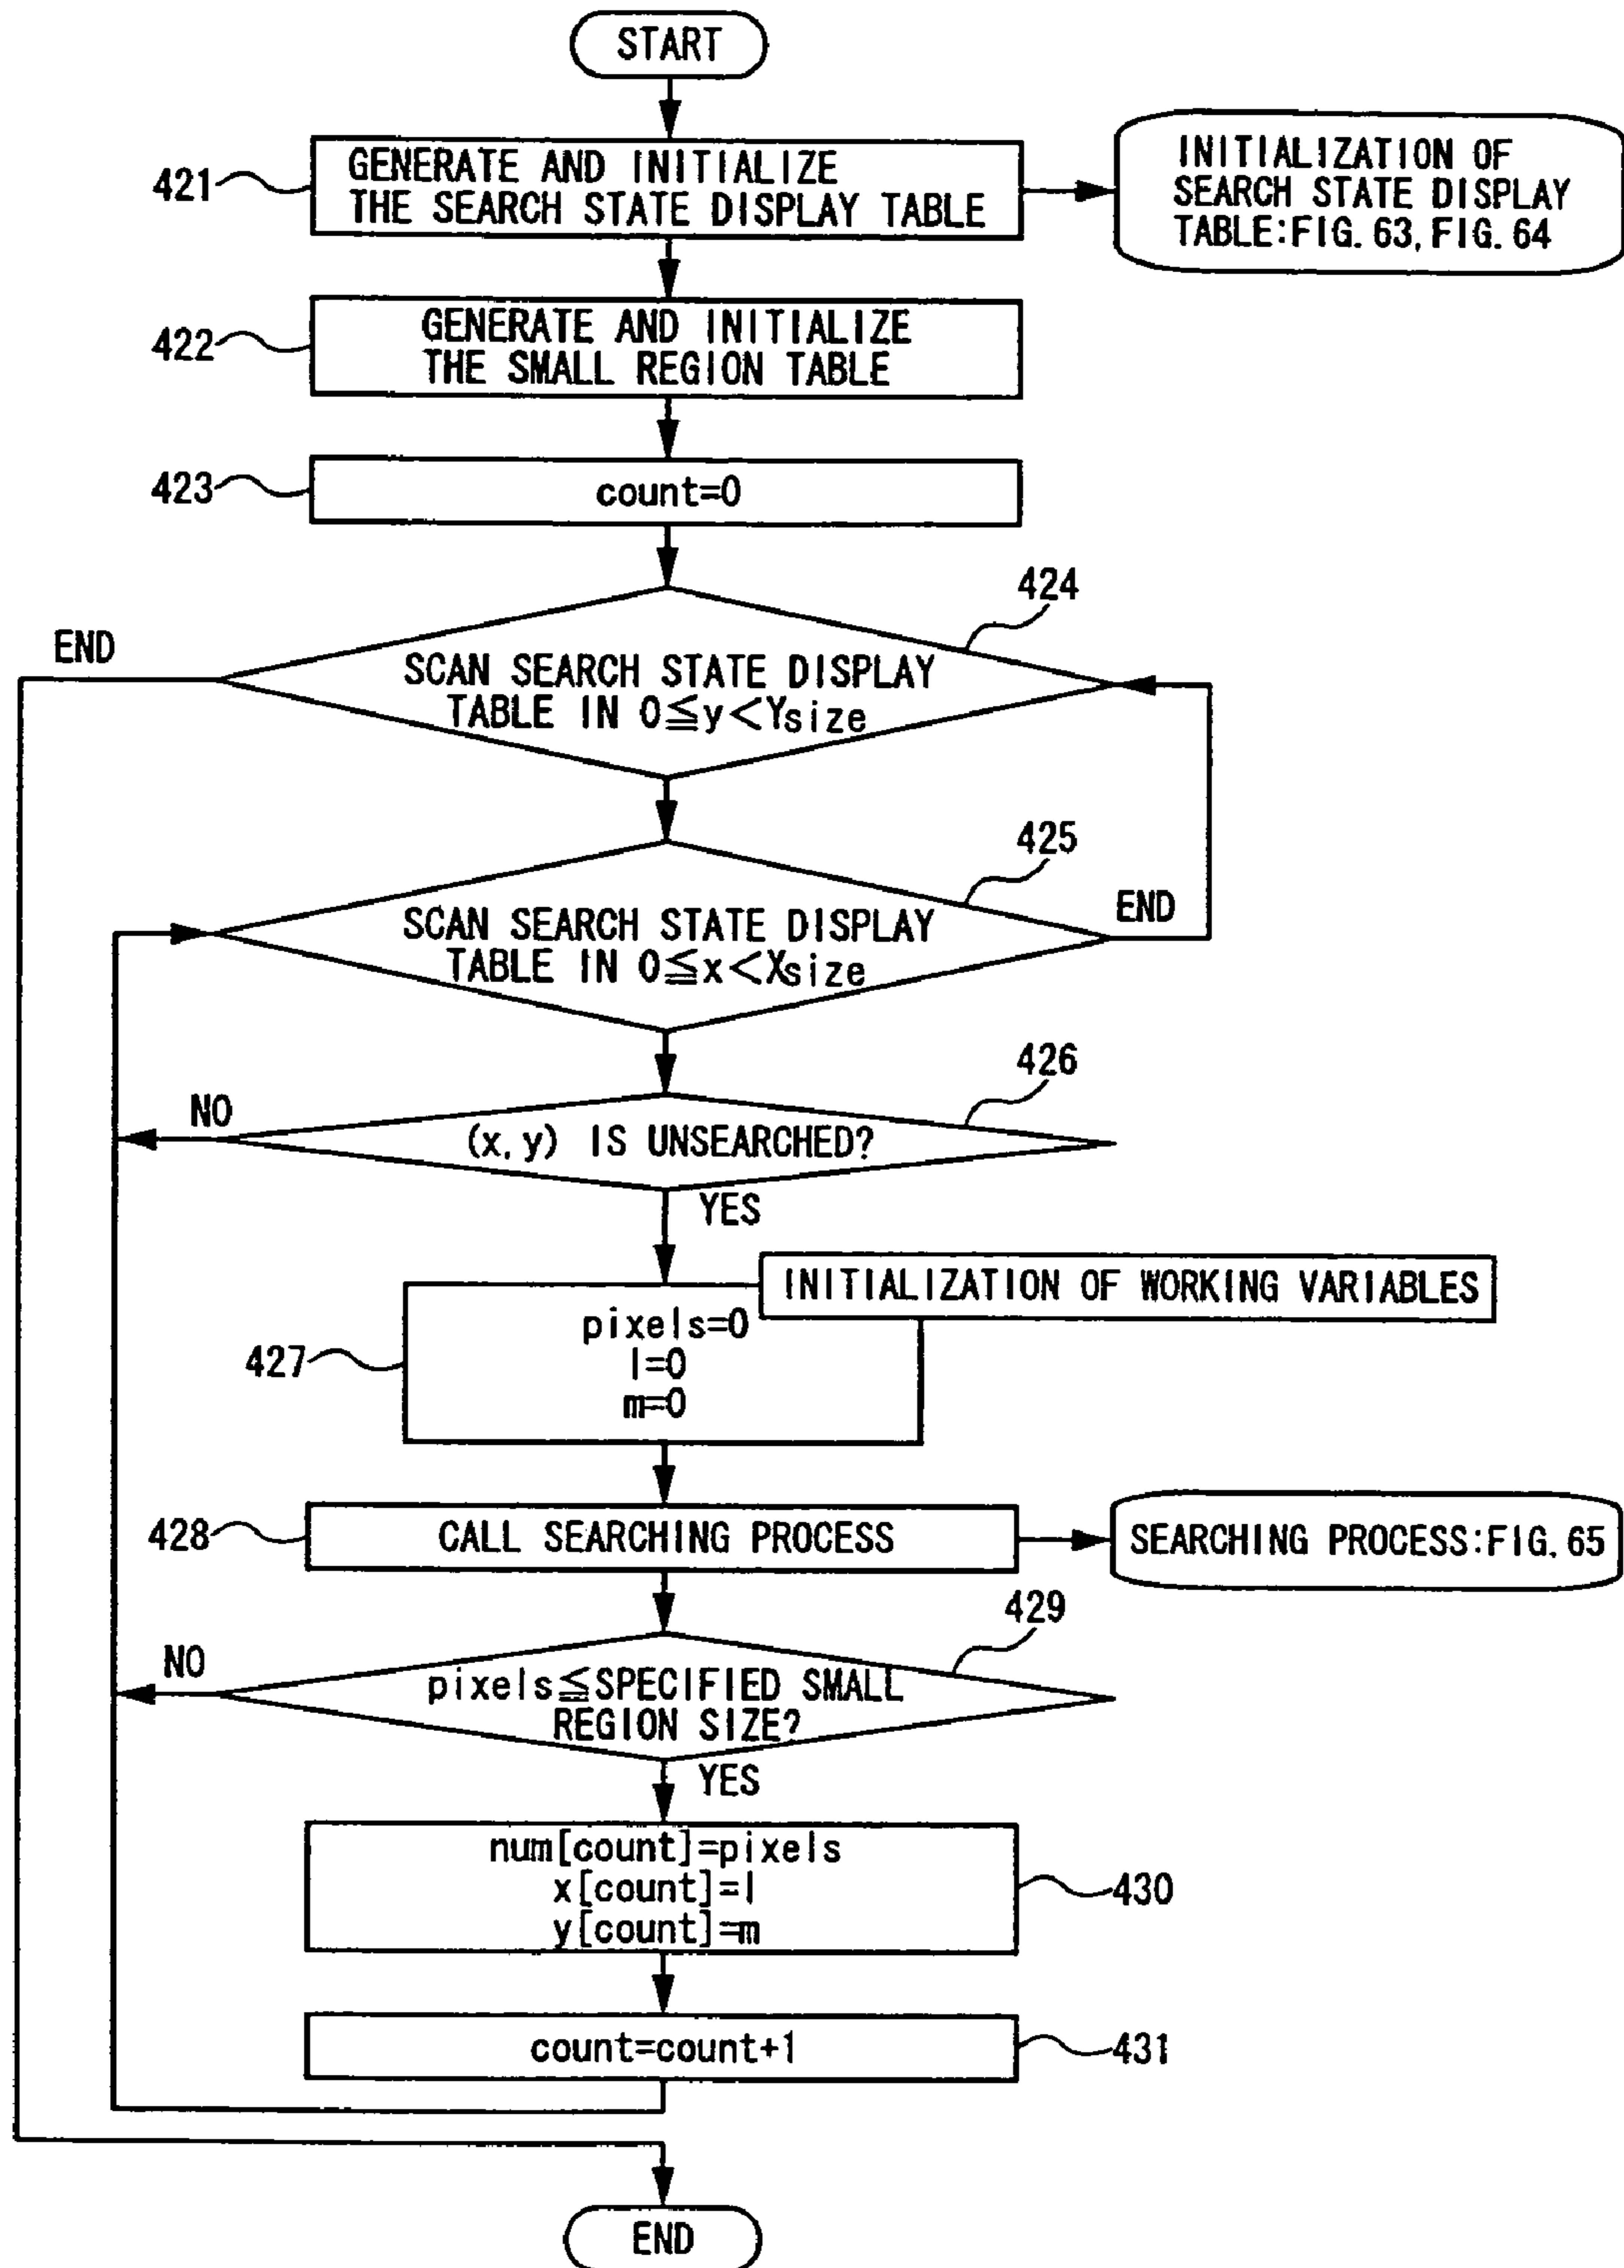 START
421
GENERATE AND INITIALIZE
THE SEARCH STATE DISPLAY TABLE
INITIALIZATION OF
SEARCH STATE DISPLAY
TABLE:FIG. 63, FIG. 64
422
GENERATE AND INITIALIZE
THE SMALL REGION TABLE
423
count=0
424
END
SCAN SEARCH STATE DISPLAY
TABLE IN 0≦y<Ysize
425
END
SCAN SEARCH STATE DISPLAY
TABLE IN 0≦x<Xsize
426
NO
(x, y) IS UNSEARCHED?
YES
INITIALIZATION OF WORKING VARIABLES
427
pixels=0
l=0
m=0
428
CALL SEARCHING PROCESS
SEARCHING PROCESS:FIG. 65
429
NO
pixels≦SPECIFIED SMALL
REGION SIZE?
YES
num[count]=pixels
x[count]=l
y[count]=m
430
count=count+1
431
END